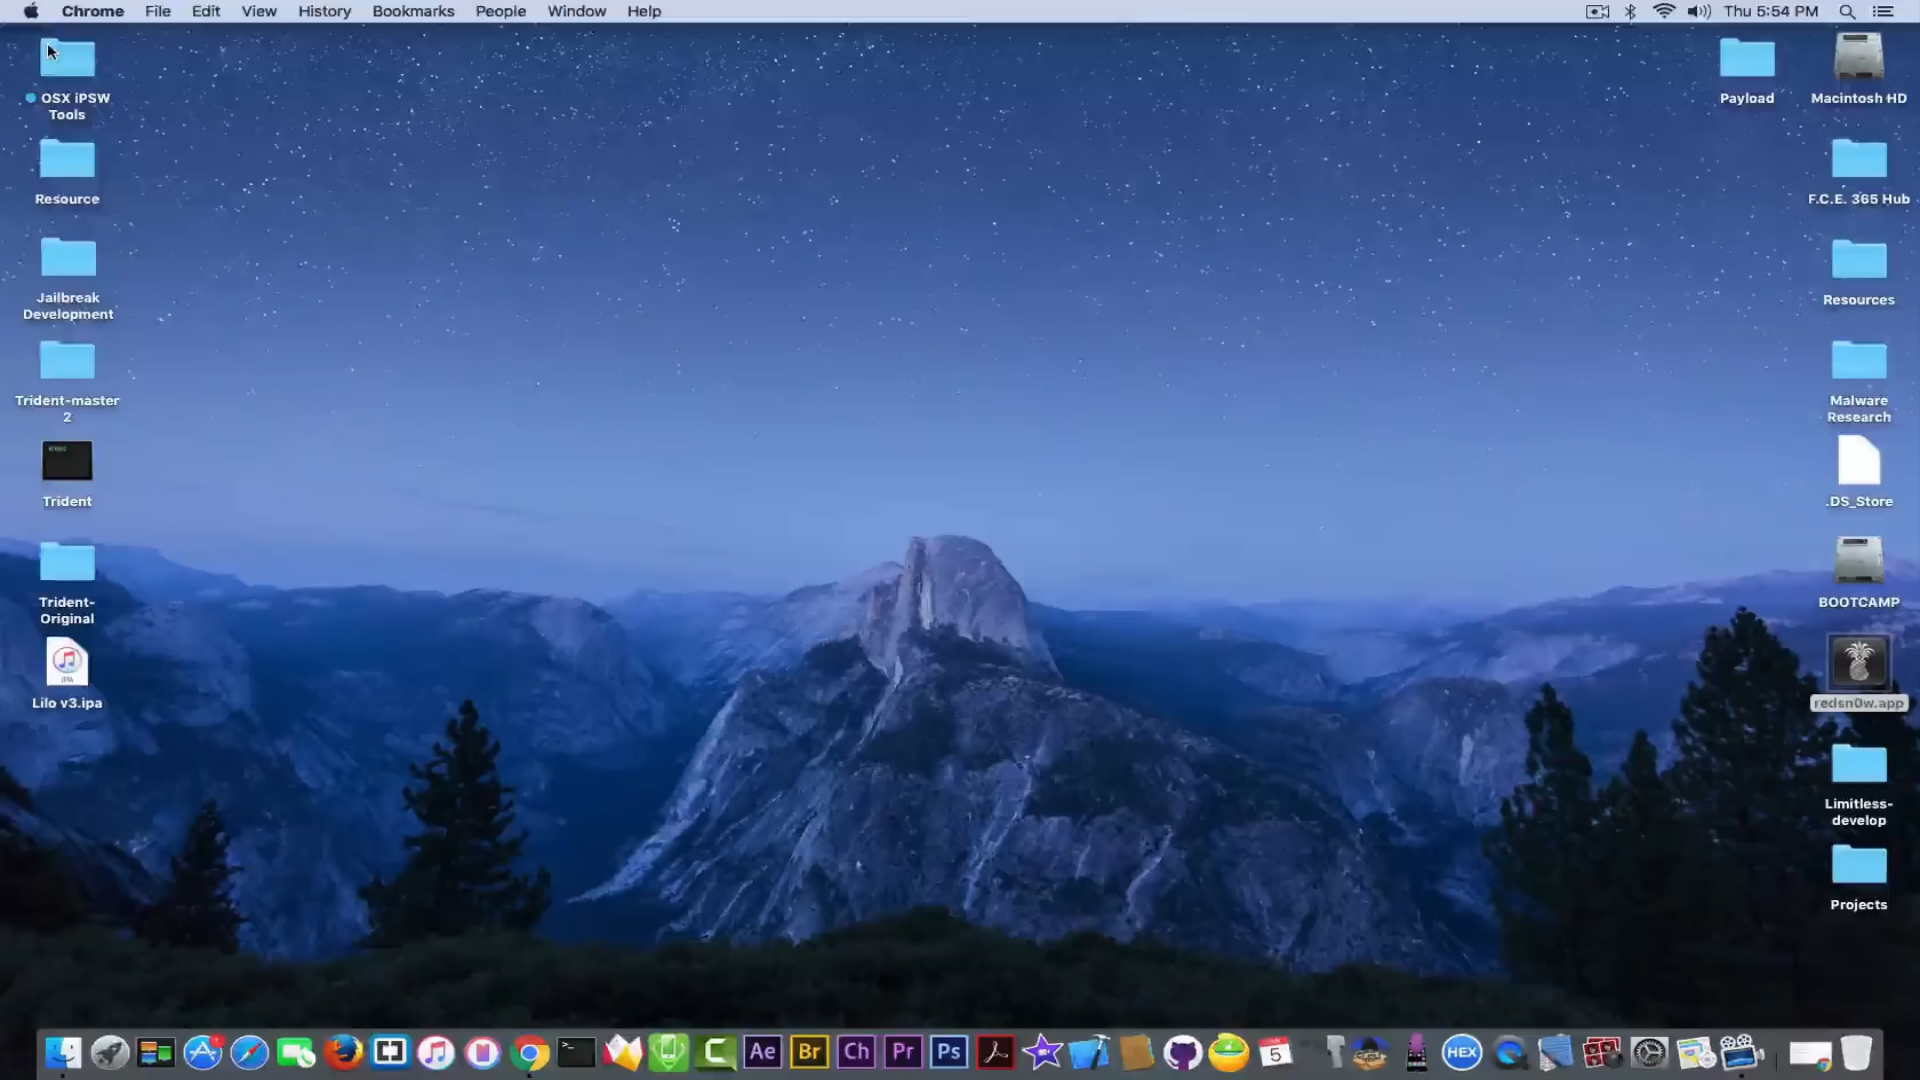 Chrome File Edit View History Bookmarks People Window Help Thu 5:54 PM
OSX iPSW
Tools
Resource
Jailbreak
Development
Trident-master
2
exec
Trident
Trident-
Original
IPA
Lilo v3.ipa
Payload
Macintosh HD
F.C.E. 365 Hub
Resources
Malware
Research
.DS_Store
BOOTCAMP
redsn0w.app
Limitless-
develop
Projects
Ae Br Ch Pr Ps 5 HEX